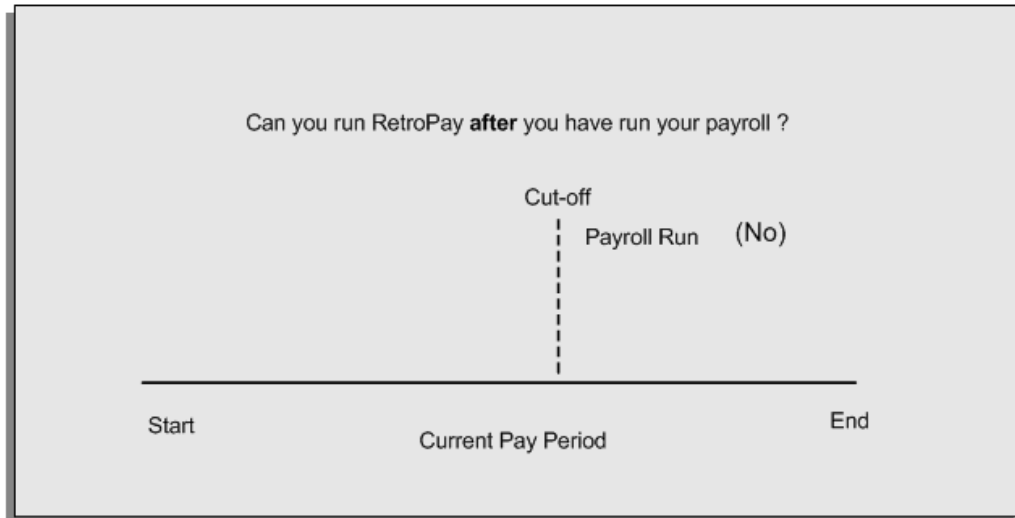 Can you run RetroPay after you have run your payroll ?
Cut-off
Payroll Run (No)
Start
End
Current Pay Period